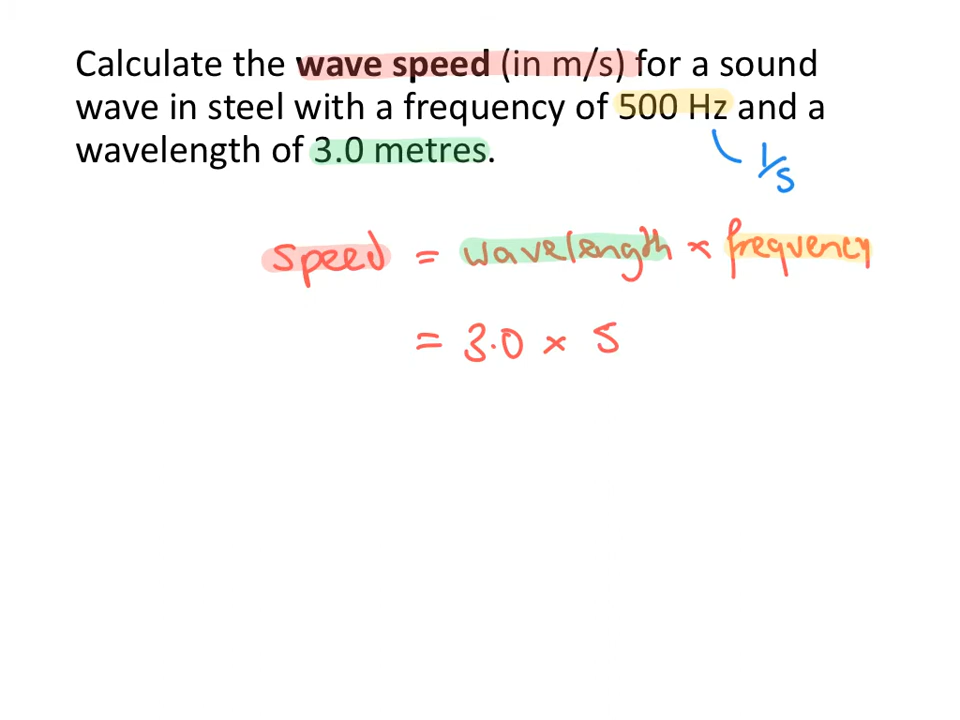 Calculate the wave speed (in m/s) for a sound
wave in steel with a frequency of 500 Hz and a
wavelength of 3.0 metres.
1/s
speed = wavelength × frequency
= 3.0 × 5